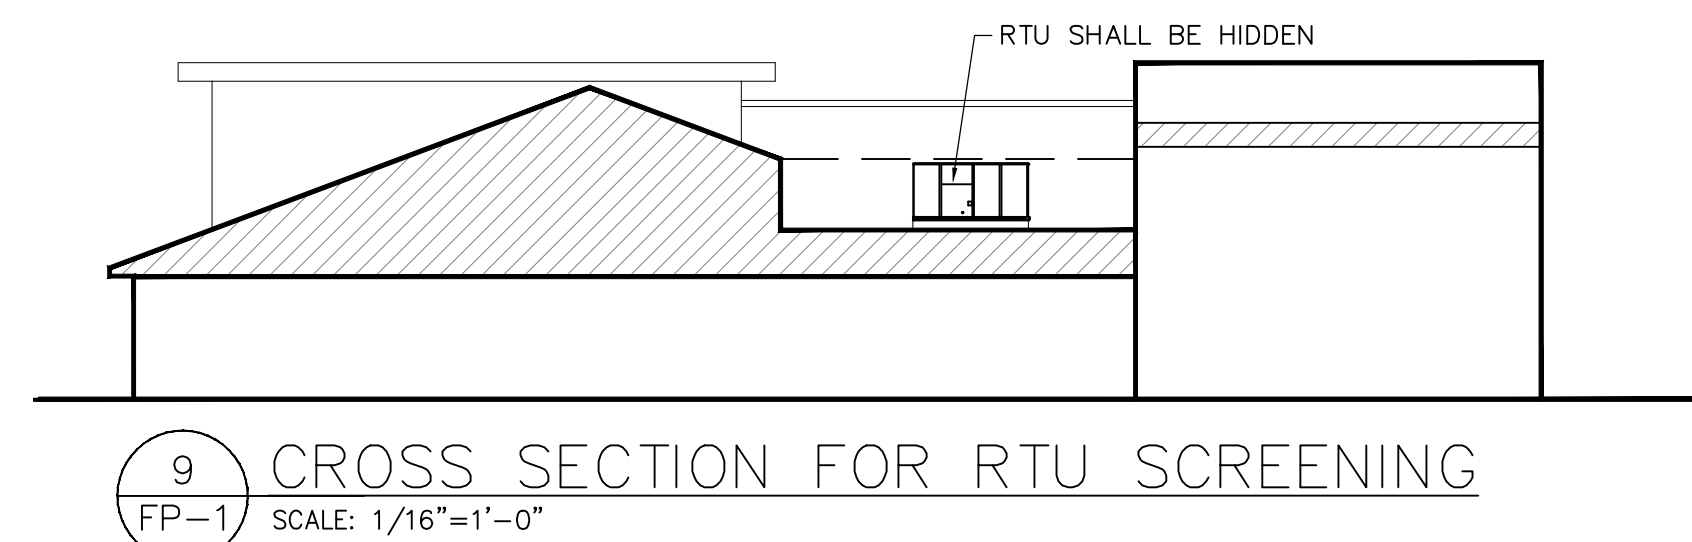 RTU SHALL BE HIDDEN
9
CROSS SECTION FOR RTU SCREENING
FP-1
SCALE: 1/16"=1'-0"